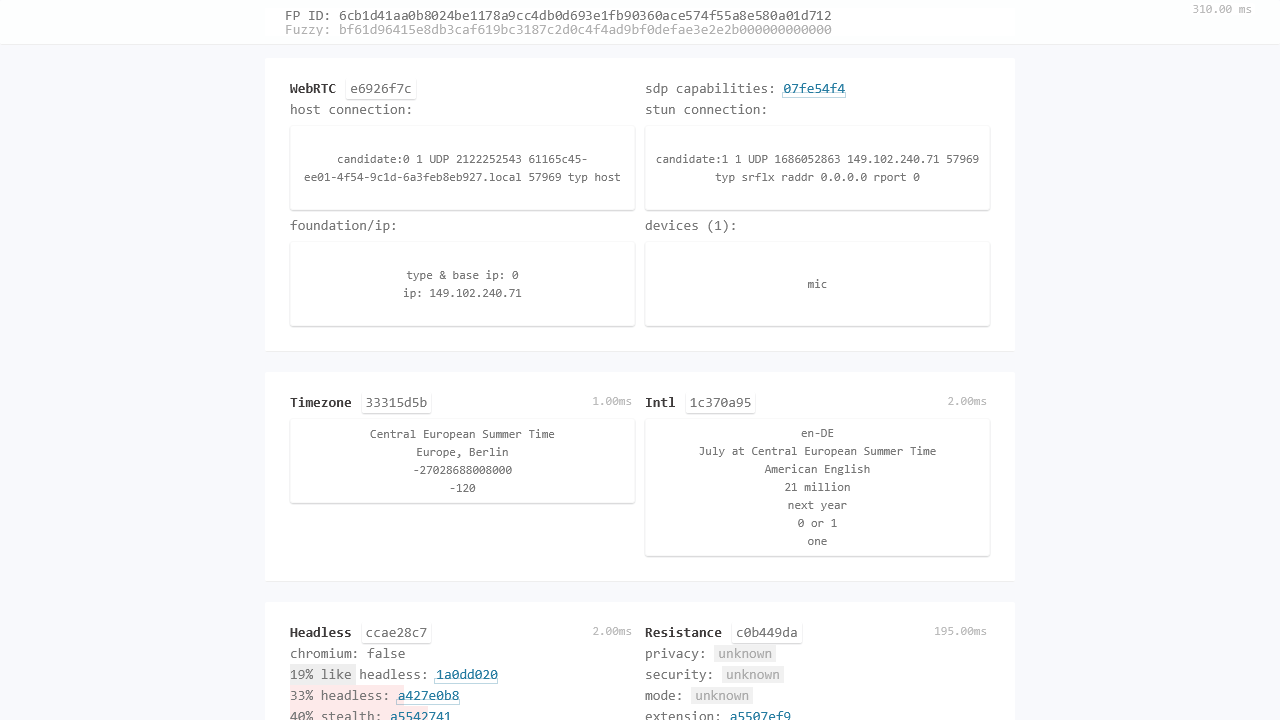 FP ID: 6cb1d41aa0b8024be1178a9cc4db0d693e1fb90360ace574f55a8e580a01d712
310.00 ms
Fuzzy: bf61d96415e8db3caf619bc3187c2d0c4f4ad9bf0defae3e2e2b000000000000
WebRTC e6926f7c
host connection:
candidate:0 1 UDP 2122252543 61165c45-
ee01-4f54-9c1d-6a3feb8eb927.local 57969 typ host
foundation/ip:
type & base ip: 0
ip: 149.102.240.71
sdp capabilities: 07fe54f4
stun connection:
candidate:1 1 UDP 1686052863 149.102.240.71 57969
typ srflx raddr 0.0.0.0 rport 0
devices (1):
mic
Timezone 33315d5b 1.00ms
Central European Summer Time
Europe, Berlin
-27028688008000
-120
Intl 1c370a95 2.00ms
en-DE
July at Central European Summer Time
American English
21 million
next year
0 or 1
one
Headless ccae28c7 2.00ms
chromium: false
19% like headless: 1a0dd020
33% headless: a427e0b8
40% stealth: a5542741
Resistance c0b449da 195.00ms
privacy: unknown
security: unknown
mode: unknown
extension: a5507ef9